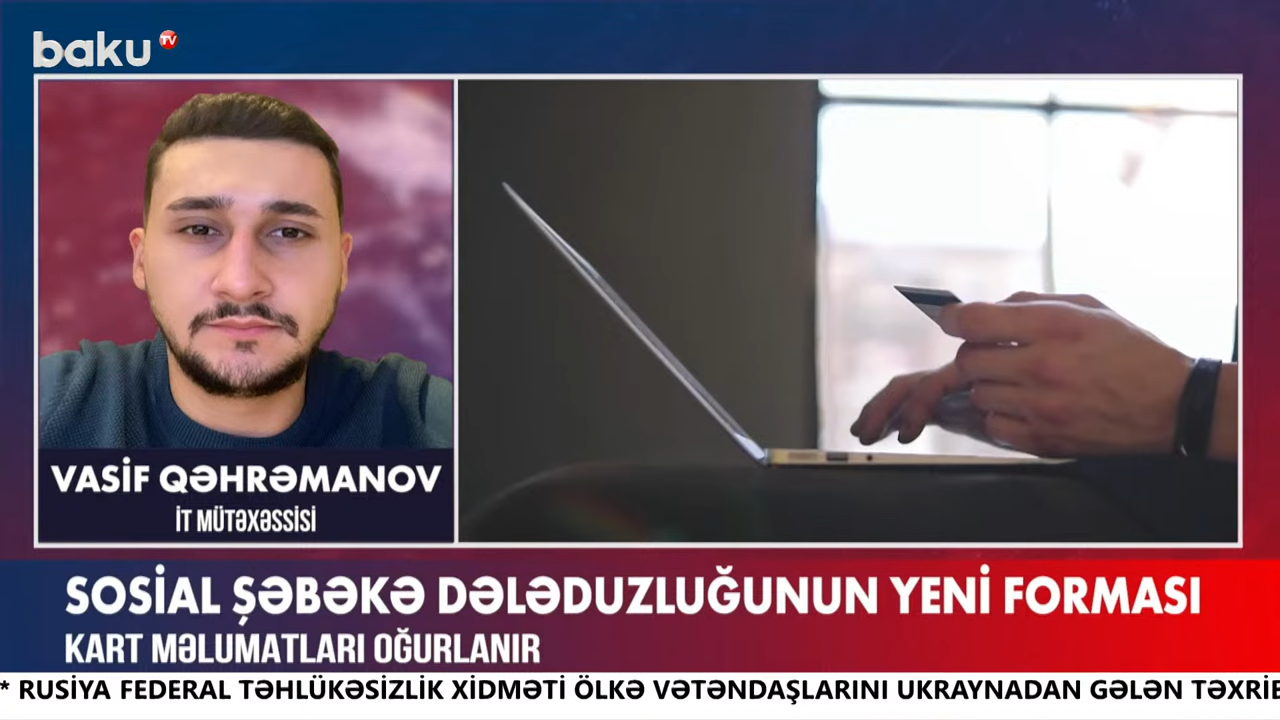 baku TV
VASİF QƏHRƏMANOV
İT MÜTƏXƏSSİSİ
SOSİAL ŞƏBƏKƏ DƏLƏDUZLUĞUNUN YENİ FORMASI
KART MƏLUMATLARI OĞURLANIR
* RUSİYA FEDERAL TƏHLÜKƏSİZLİK XİDMƏTİ ÖLKƏ VƏTƏNDAŞLARINI UKRAYNADAN GƏLƏN